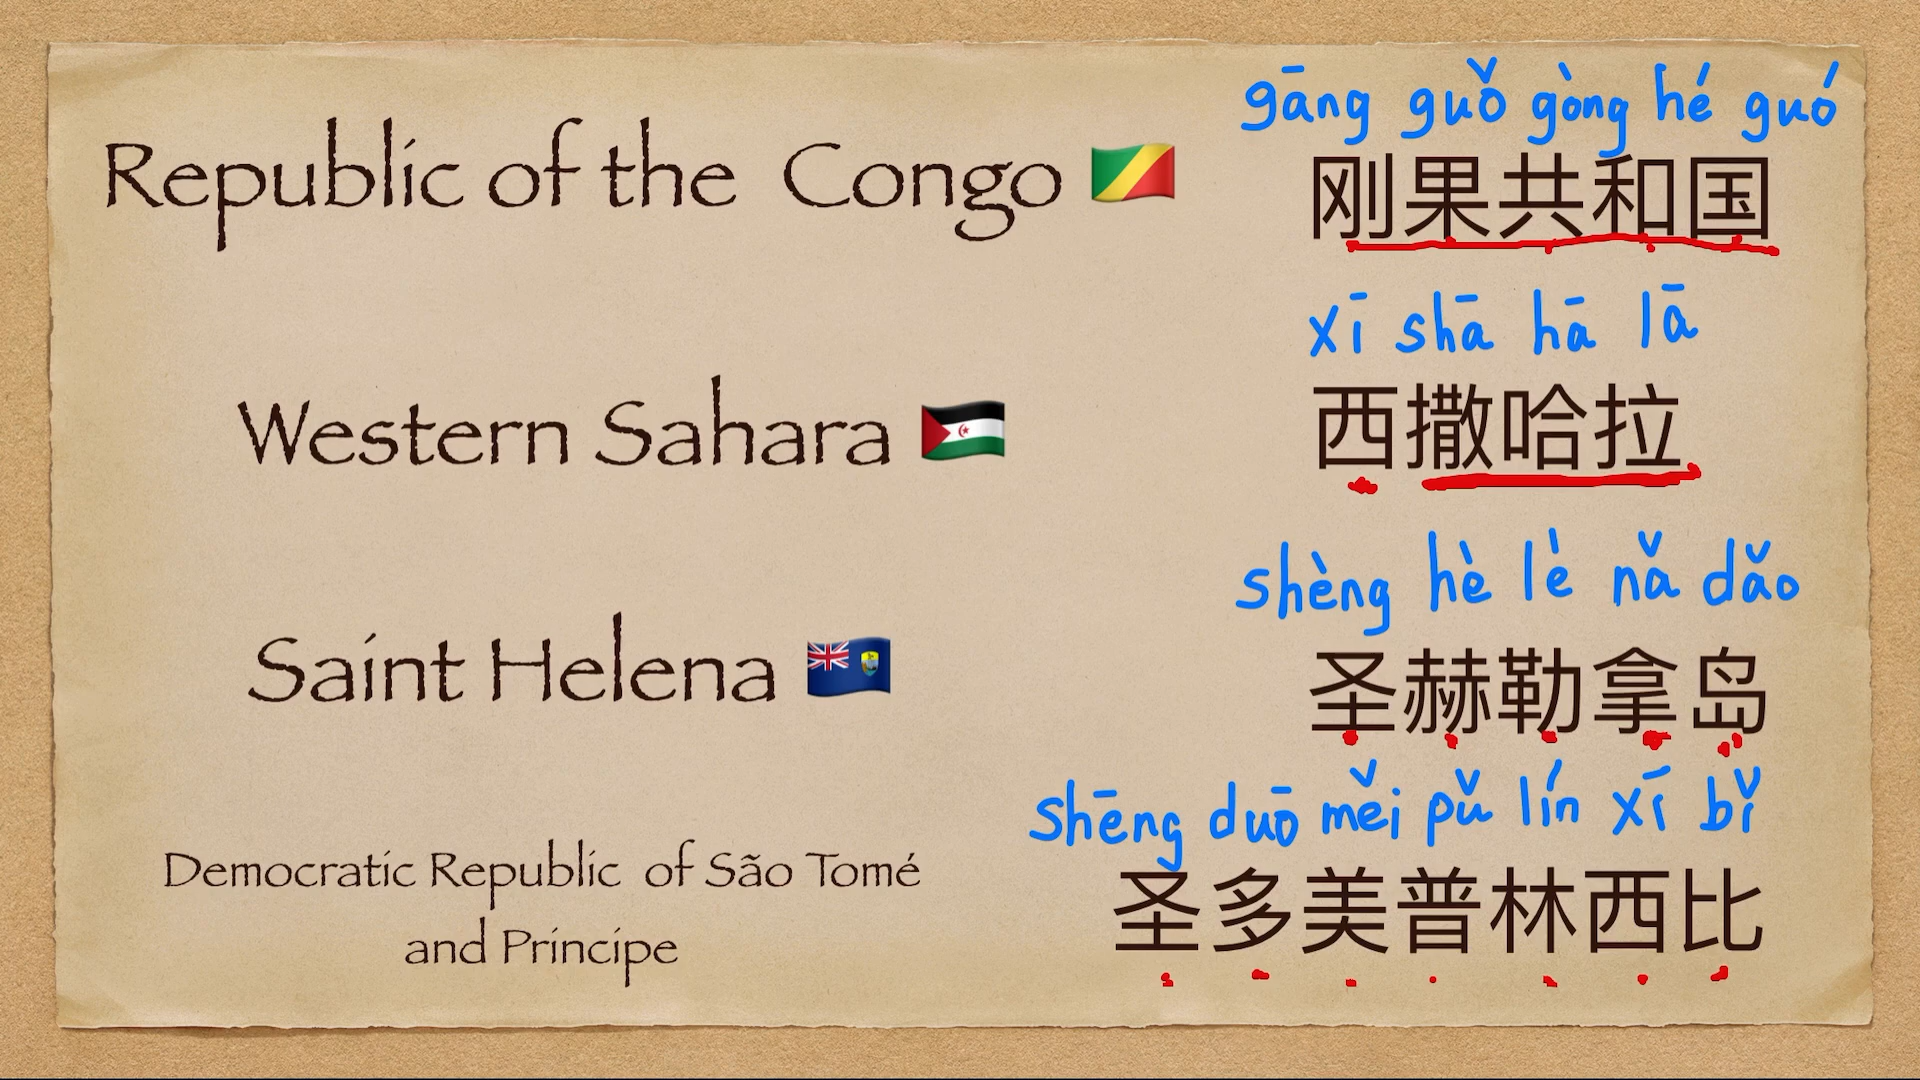 gāng guǒ gòng hé guó
Republic of the Congo 刚果共和国
xī shā hā lā
Western Sahara 西撒哈拉
shèng hè lè nǎ dǎo
Saint Helena 圣赫勒拿岛
shēng duō měi pǔ lín xī bǐ
Democratic Republic of São Tomé 圣多美普林西比
and Principe